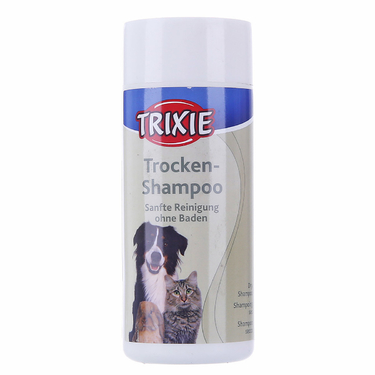 TRIXIE
Trocken-
Shampoo
Sanfte Reinigung
ohne Baden